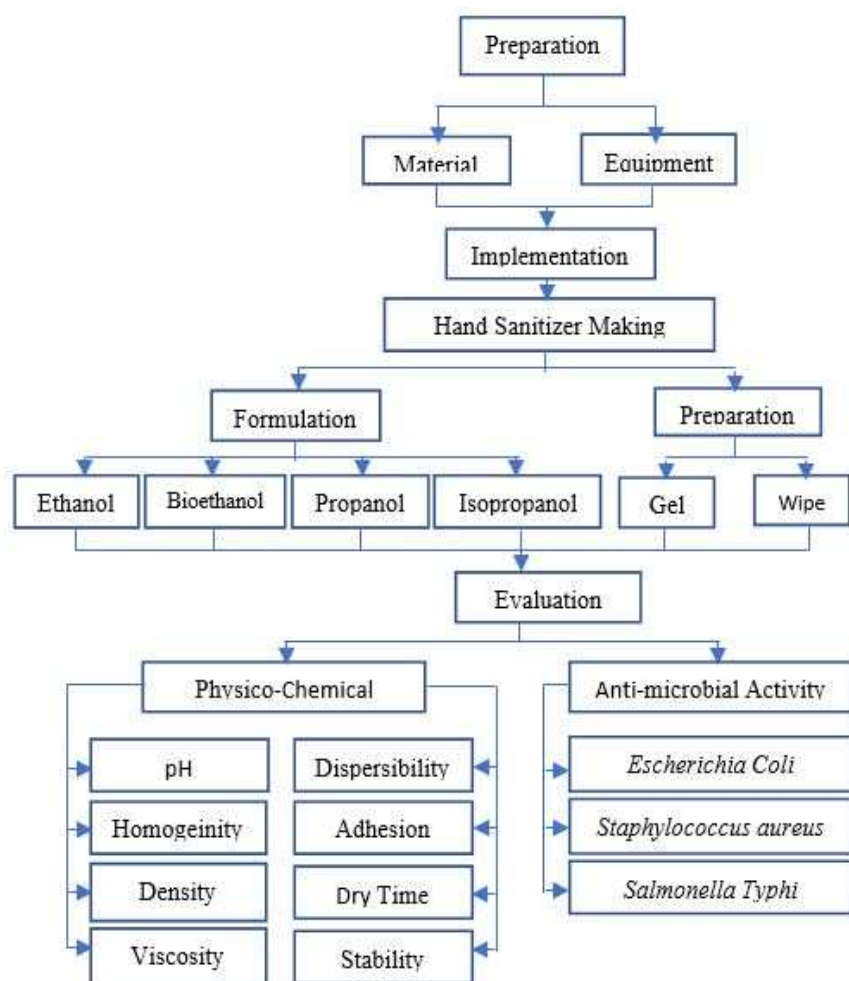 Preparation
Material
Equipment
Implementation
Hand Sanitizer Making
Formulation
Preparation
Ethanol
Bioethanol
Propanol
Isopropanol
Gel
Wipe
Evaluation
Physico-Chemical
Anti-microbial Activity
pH
Dispersibility
Escherichia Coli
Homogeinity
Adhesion
Staphylococcus aureus
Density
Dry Time
Salmonella Typhi
Viscosity
Stability